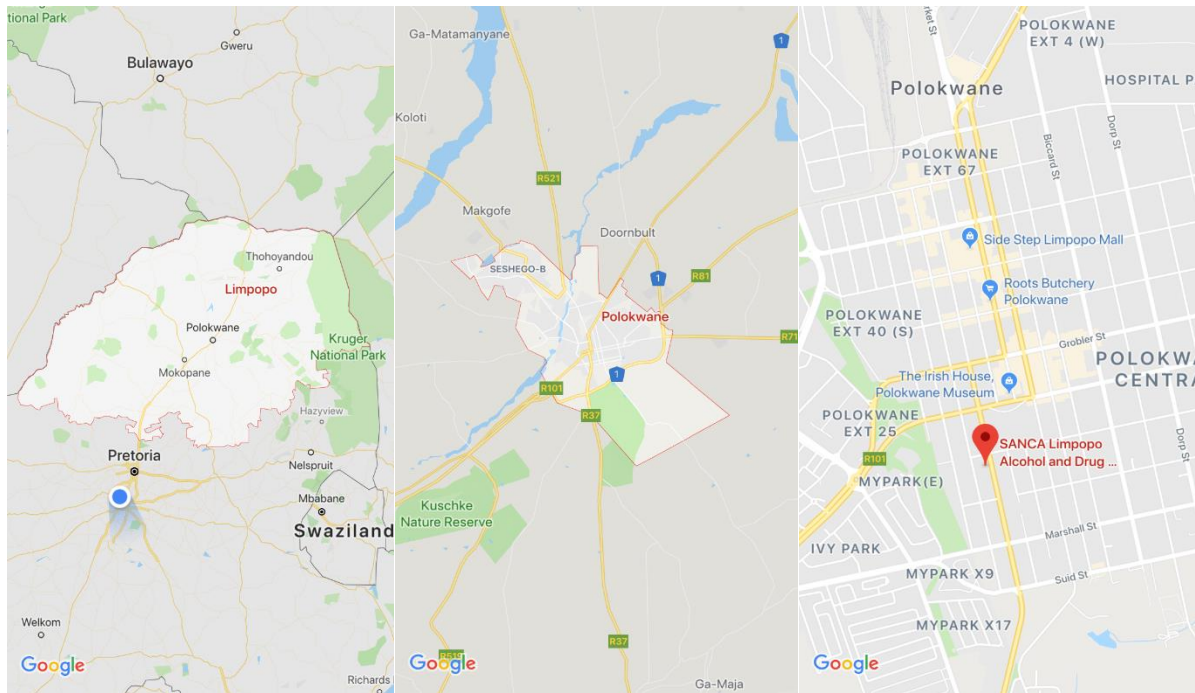 tional Park
Gweru
Bulawayo
Thohoyandou
Limpopo
Polokwane
Mokopane
Kruger
National Park
Hazyview
Pretoria
Nelspruit
Mbabane
Swaziland
Welkom
Google
Richards
Ga-Matamanyane
1
Koloti
R521
Makgofe
Doornbult
SESHEGO-B
1
R81
Polokwane
R71
1
R101
R37
Kuschke
Nature Reserve
R37
Google
Ga-Maja
POLOKWANE
EXT 4 (W)
Polokwane
HOSPITAL P
Biccard St
Dorp St
POLOKWANE
EXT 67
Side Step Limpopo Mall
Roots Butchery
Polokwane
POLOKWANE
EXT 40 (S)
Grobler St
POLOKWA
CENTRA
The Irish House,
Polokwane Museum
POLOKWANE
EXT 25
SANCA Limpopo
Alcohol and Drug ...
Dorp St
R101
MYPARK(E)
Marshall St
IVY PARK
MYPARK X9
Suid St
MYPARK X17
Google